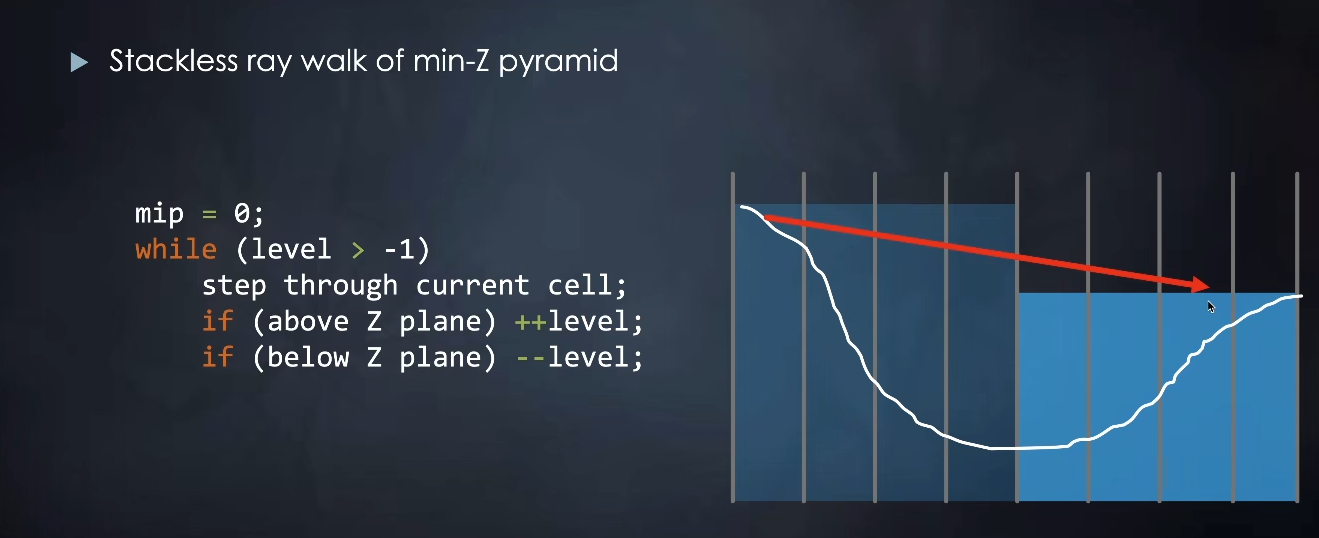 Stackless ray walk of min-Z pyramid
mip = 0;
while (level > -1)
step through current cell;
if (above Z plane) ++level;
if (below Z plane) --level;